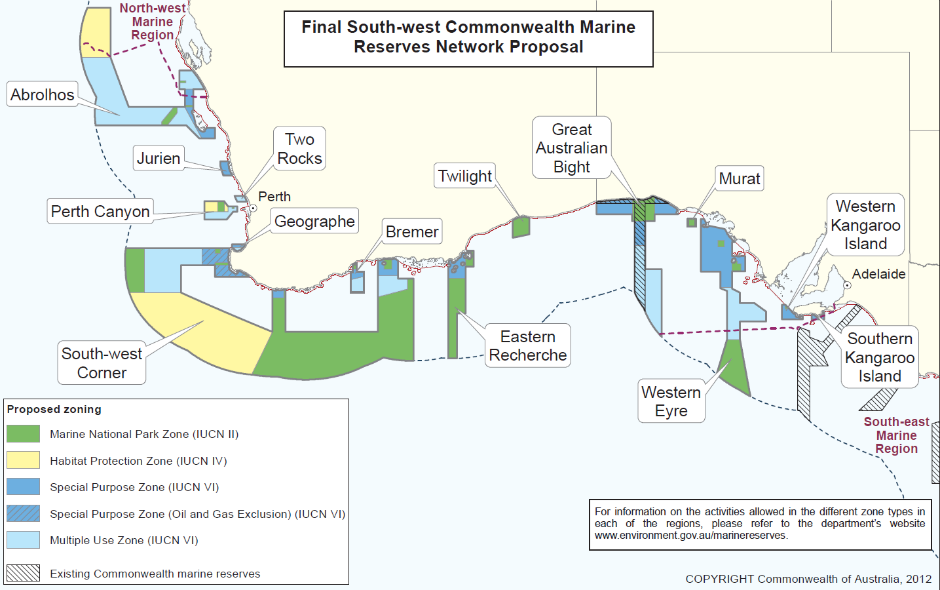 Final South-west Commonwealth Marine
Reserves Network Proposal
North-west
Marine
Region
Abrolhos
Two
Rocks
Jurien
Perth
Perth Canyon
Geographe
Bremer
Twilight
Great
Australian
Bight
Murat
Western
Kangaroo
Island
Adelaide
South-west
Corner
Eastern
Recherche
Western
Eyre
Southern
Kangaroo
Island
South-east
Marine
Region
Proposed zoning
Marine National Park Zone (IUCN II)
Habitat Protection Zone (IUCN IV)
Special Purpose Zone (IUCN VI)
Special Purpose Zone (Oil and Gas Exclusion) (IUCN VI)
Multiple Use Zone (IUCN VI)
Existing Commonwealth marine reserves
For information on the activities allowed in the different zone types in
each of the regions, please refer to the department's website
www.environment.gov.au/marinereserves.
COPYRIGHT Commonwealth of Australia, 2012